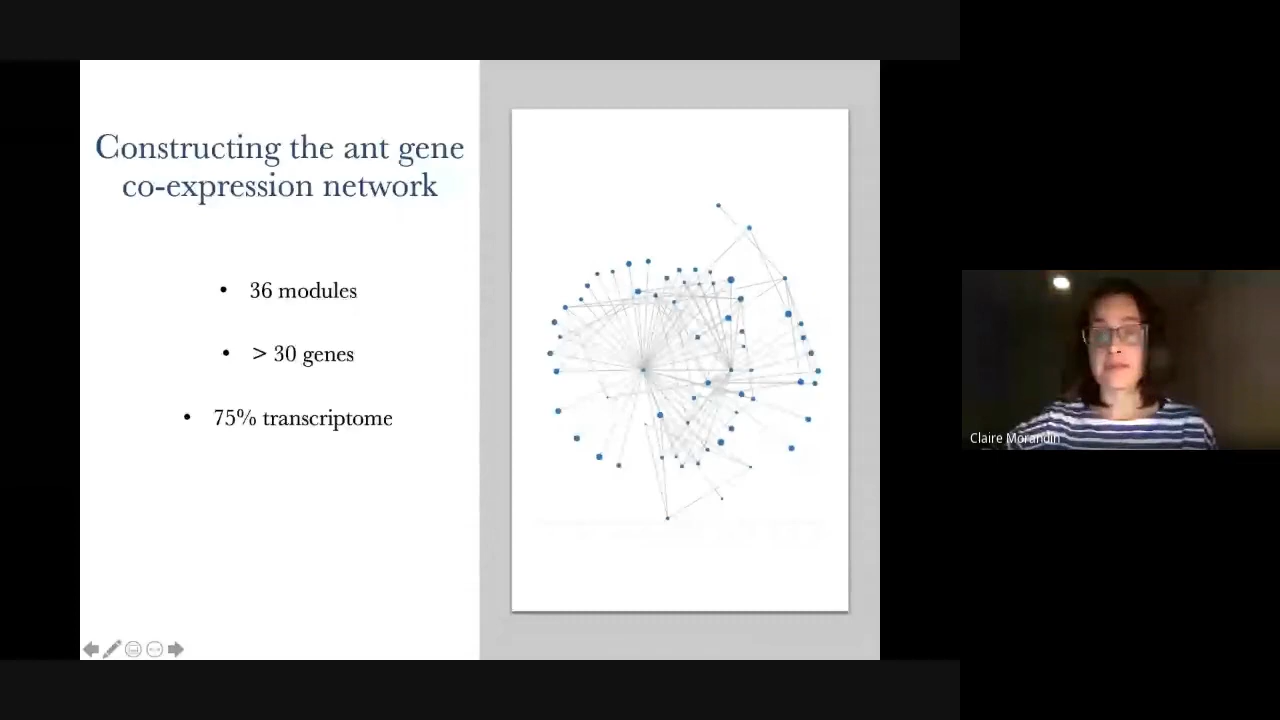 Constructing the ant gene
co-expression network
• 36 modules
• > 30 genes
• 75% transcriptome
Claire Morandin